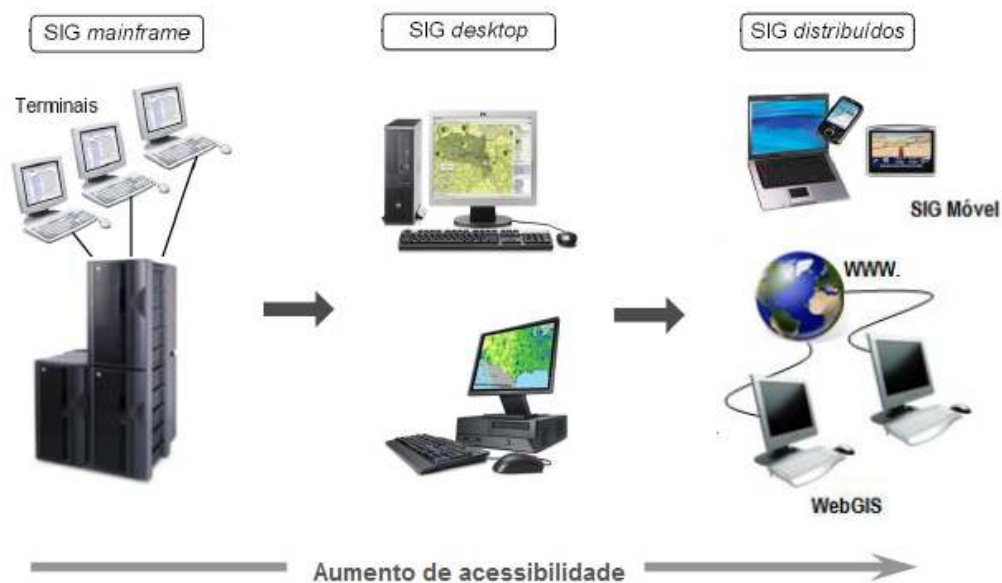 SIG mainframe
SIG desktop
SIG distribuídos
Terminais
SIG Móvel
WWW.
WebGIS
Aumento de acessibilidade